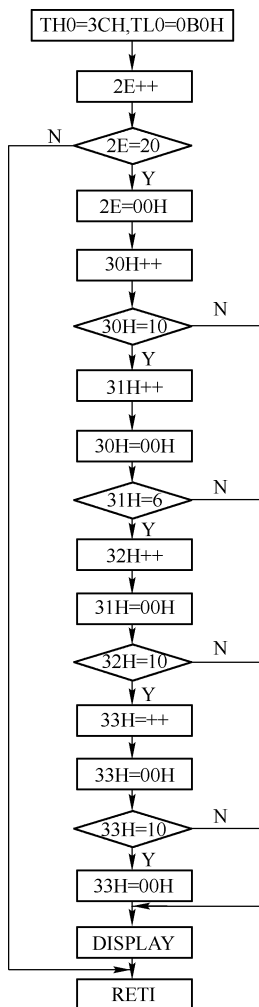 TH0=3CH,TL0=0B0H
2E++
N
2E=20
Y
2E=00H
30H++
N
30H=10
Y
31H++
30H=00H
N
31H=6
Y
32H++
31H=00H
N
32H=10
Y
33H=++
33H=00H
N
33H=10
Y
33H=00H
DISPLAY
RETI